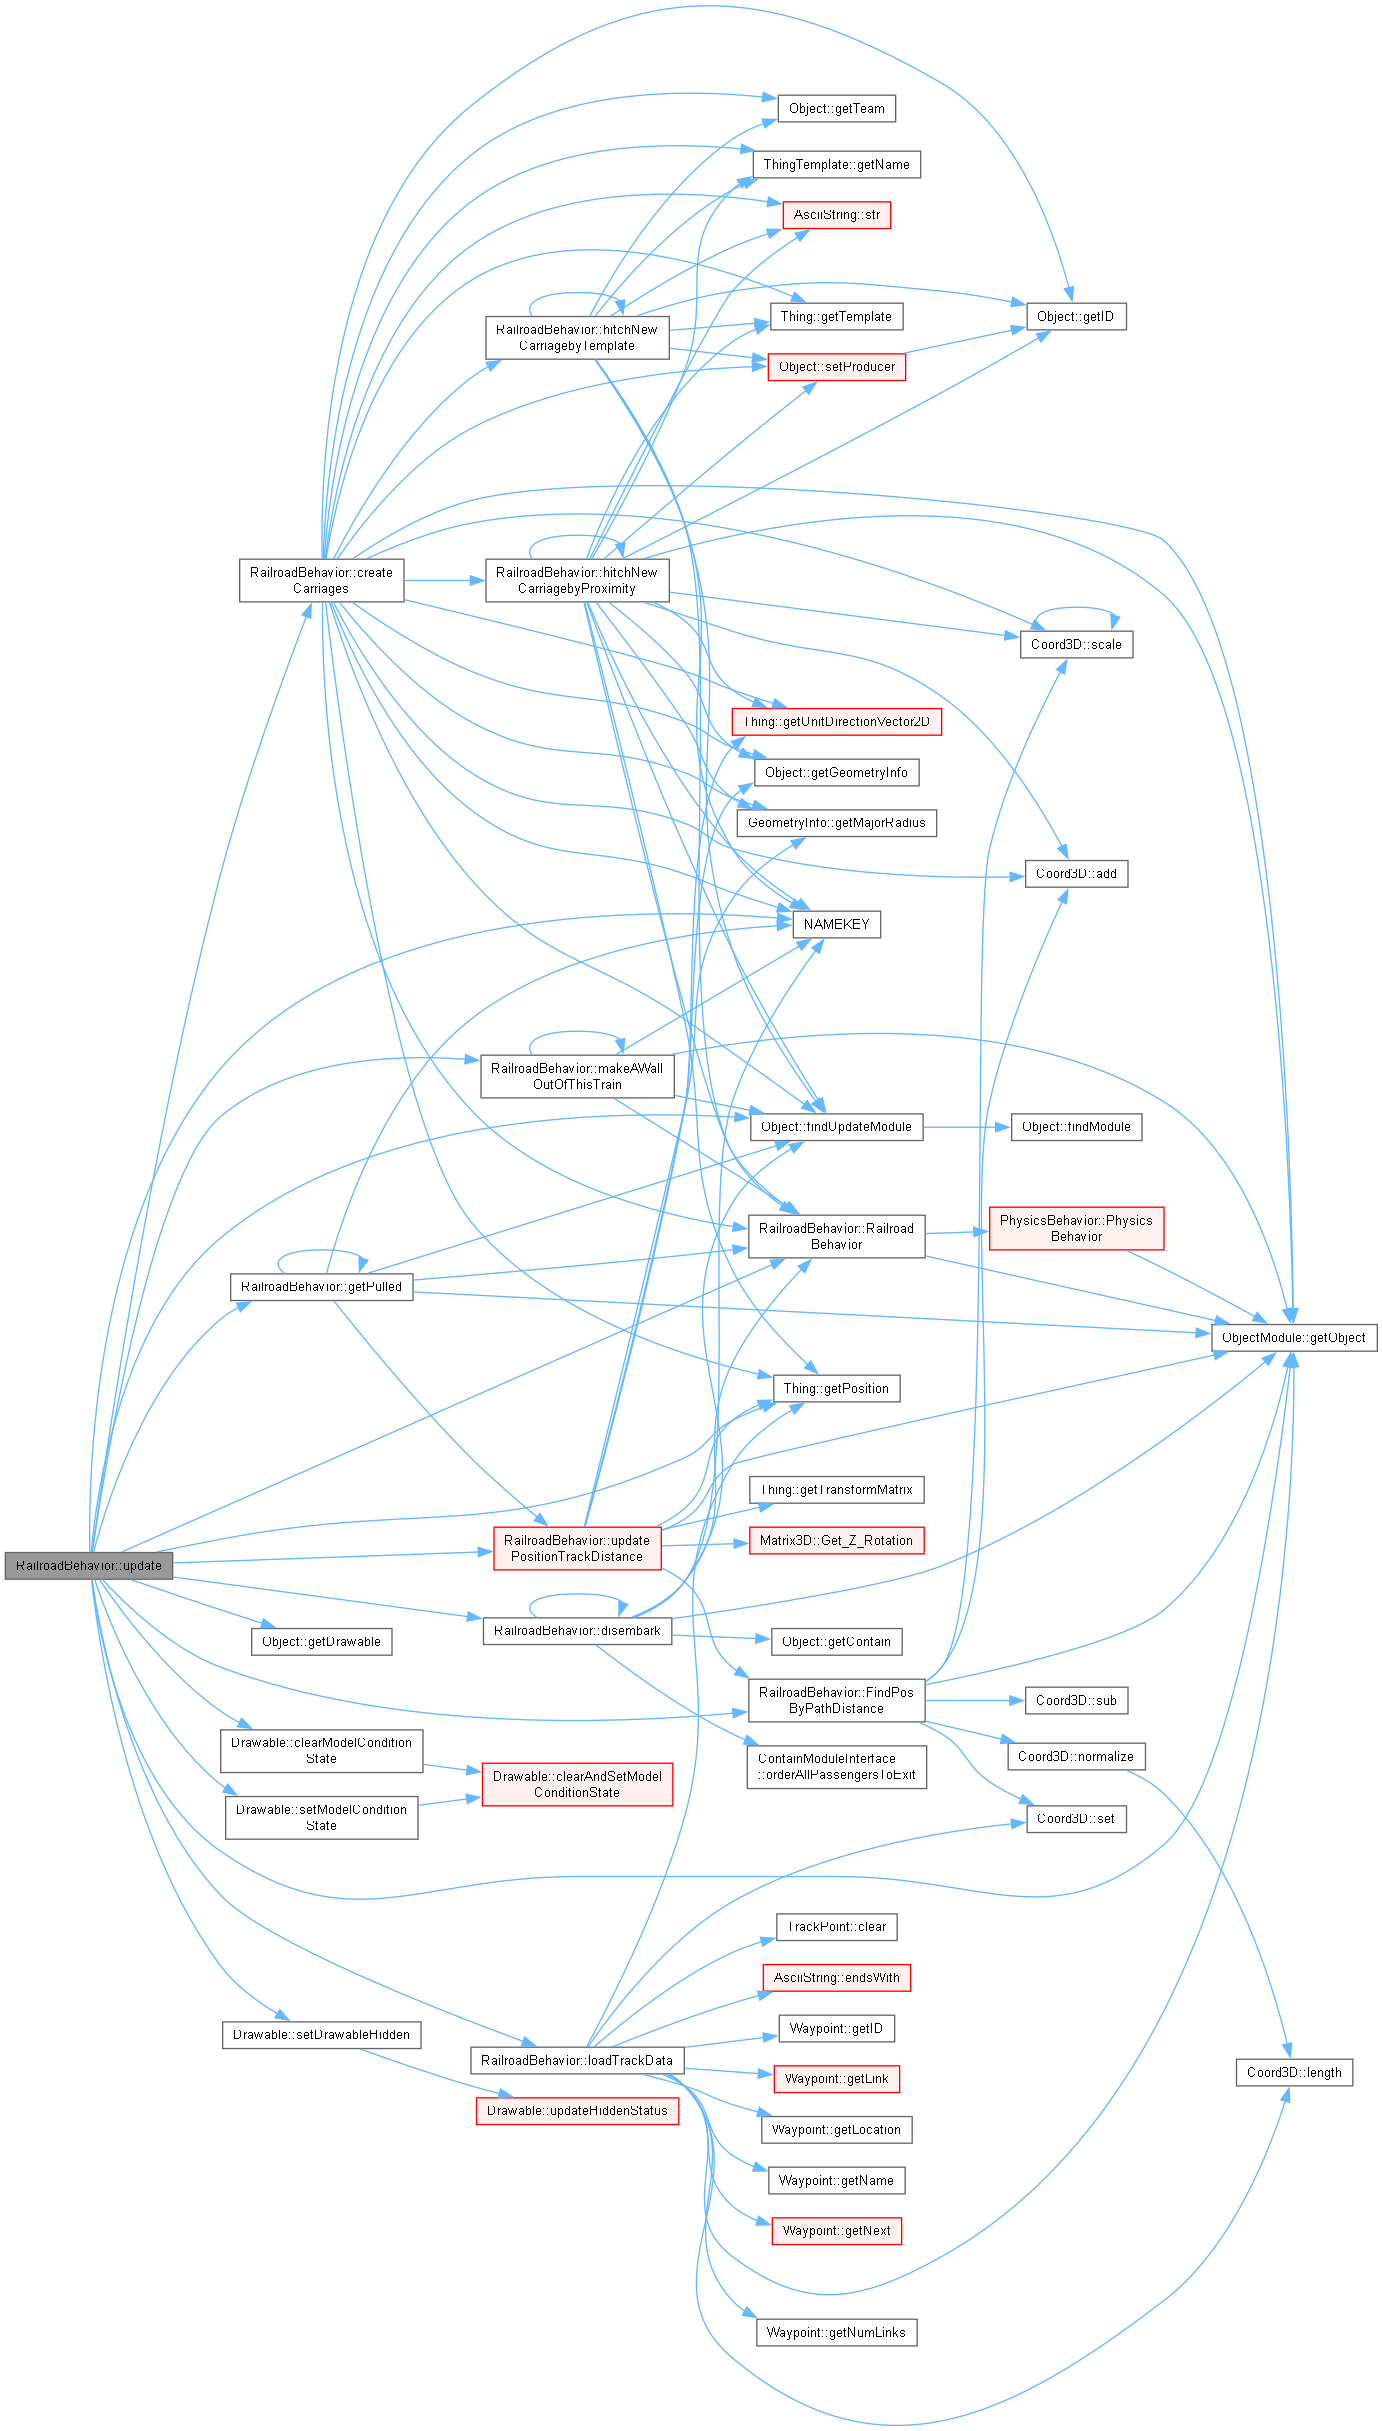 Object::getTeam
ThingTemplate::getName
AsciiString::str
Thing::getTemplate
Object::getID
RailroadBehavior::hitchNew
CarriagebyTemplate
Object::setProducer
RailroadBehavior::create
Carriages
RailroadBehavior::hitchNew
CarriagebyProximity
Coord3D::scale
Thing::getUnitDirectionVector2D
Object::getGeometryInfo
GeometryInfo::getMajorRadius
Coord3D::add
NAMEKEY
RailroadBehavior::makeAWall
OutOfThisTrain
Object::findUpdateModule
Object::findModule
RailroadBehavior::Railroad
Behavior
PhysicsBehavior::Physics
Behavior
RailroadBehavior::getPulled
ObjectModule::getObject
Thing::getPosition
Thing::getTransformMatrix
RailroadBehavior::update
PositionTrackDistance
Matrix3D::Get_Z_Rotation
RailroadBehavior::update
RailroadBehavior::disembark
Object::getDrawable
Object::getContain
RailroadBehavior::FindPos
ByPathDistance
Coord3D::sub
Drawable::clearModelCondition
State
ContainModuleInterface
::orderAllPassengersToExit
Coord3D::normalize
Drawable::clearAndSetModel
ConditionState
Drawable::setModelCondition
State
Coord3D::set
TrackPoint::clear
AsciiString::endsWith
Waypoint::getID
Drawable::setDrawableHidden
RailroadBehavior::loadTrackData
Waypoint::getLink
Coord3D::length
Drawable::updateHiddenStatus
Waypoint::getLocation
Waypoint::getName
Waypoint::getNext
Waypoint::getNumLinks